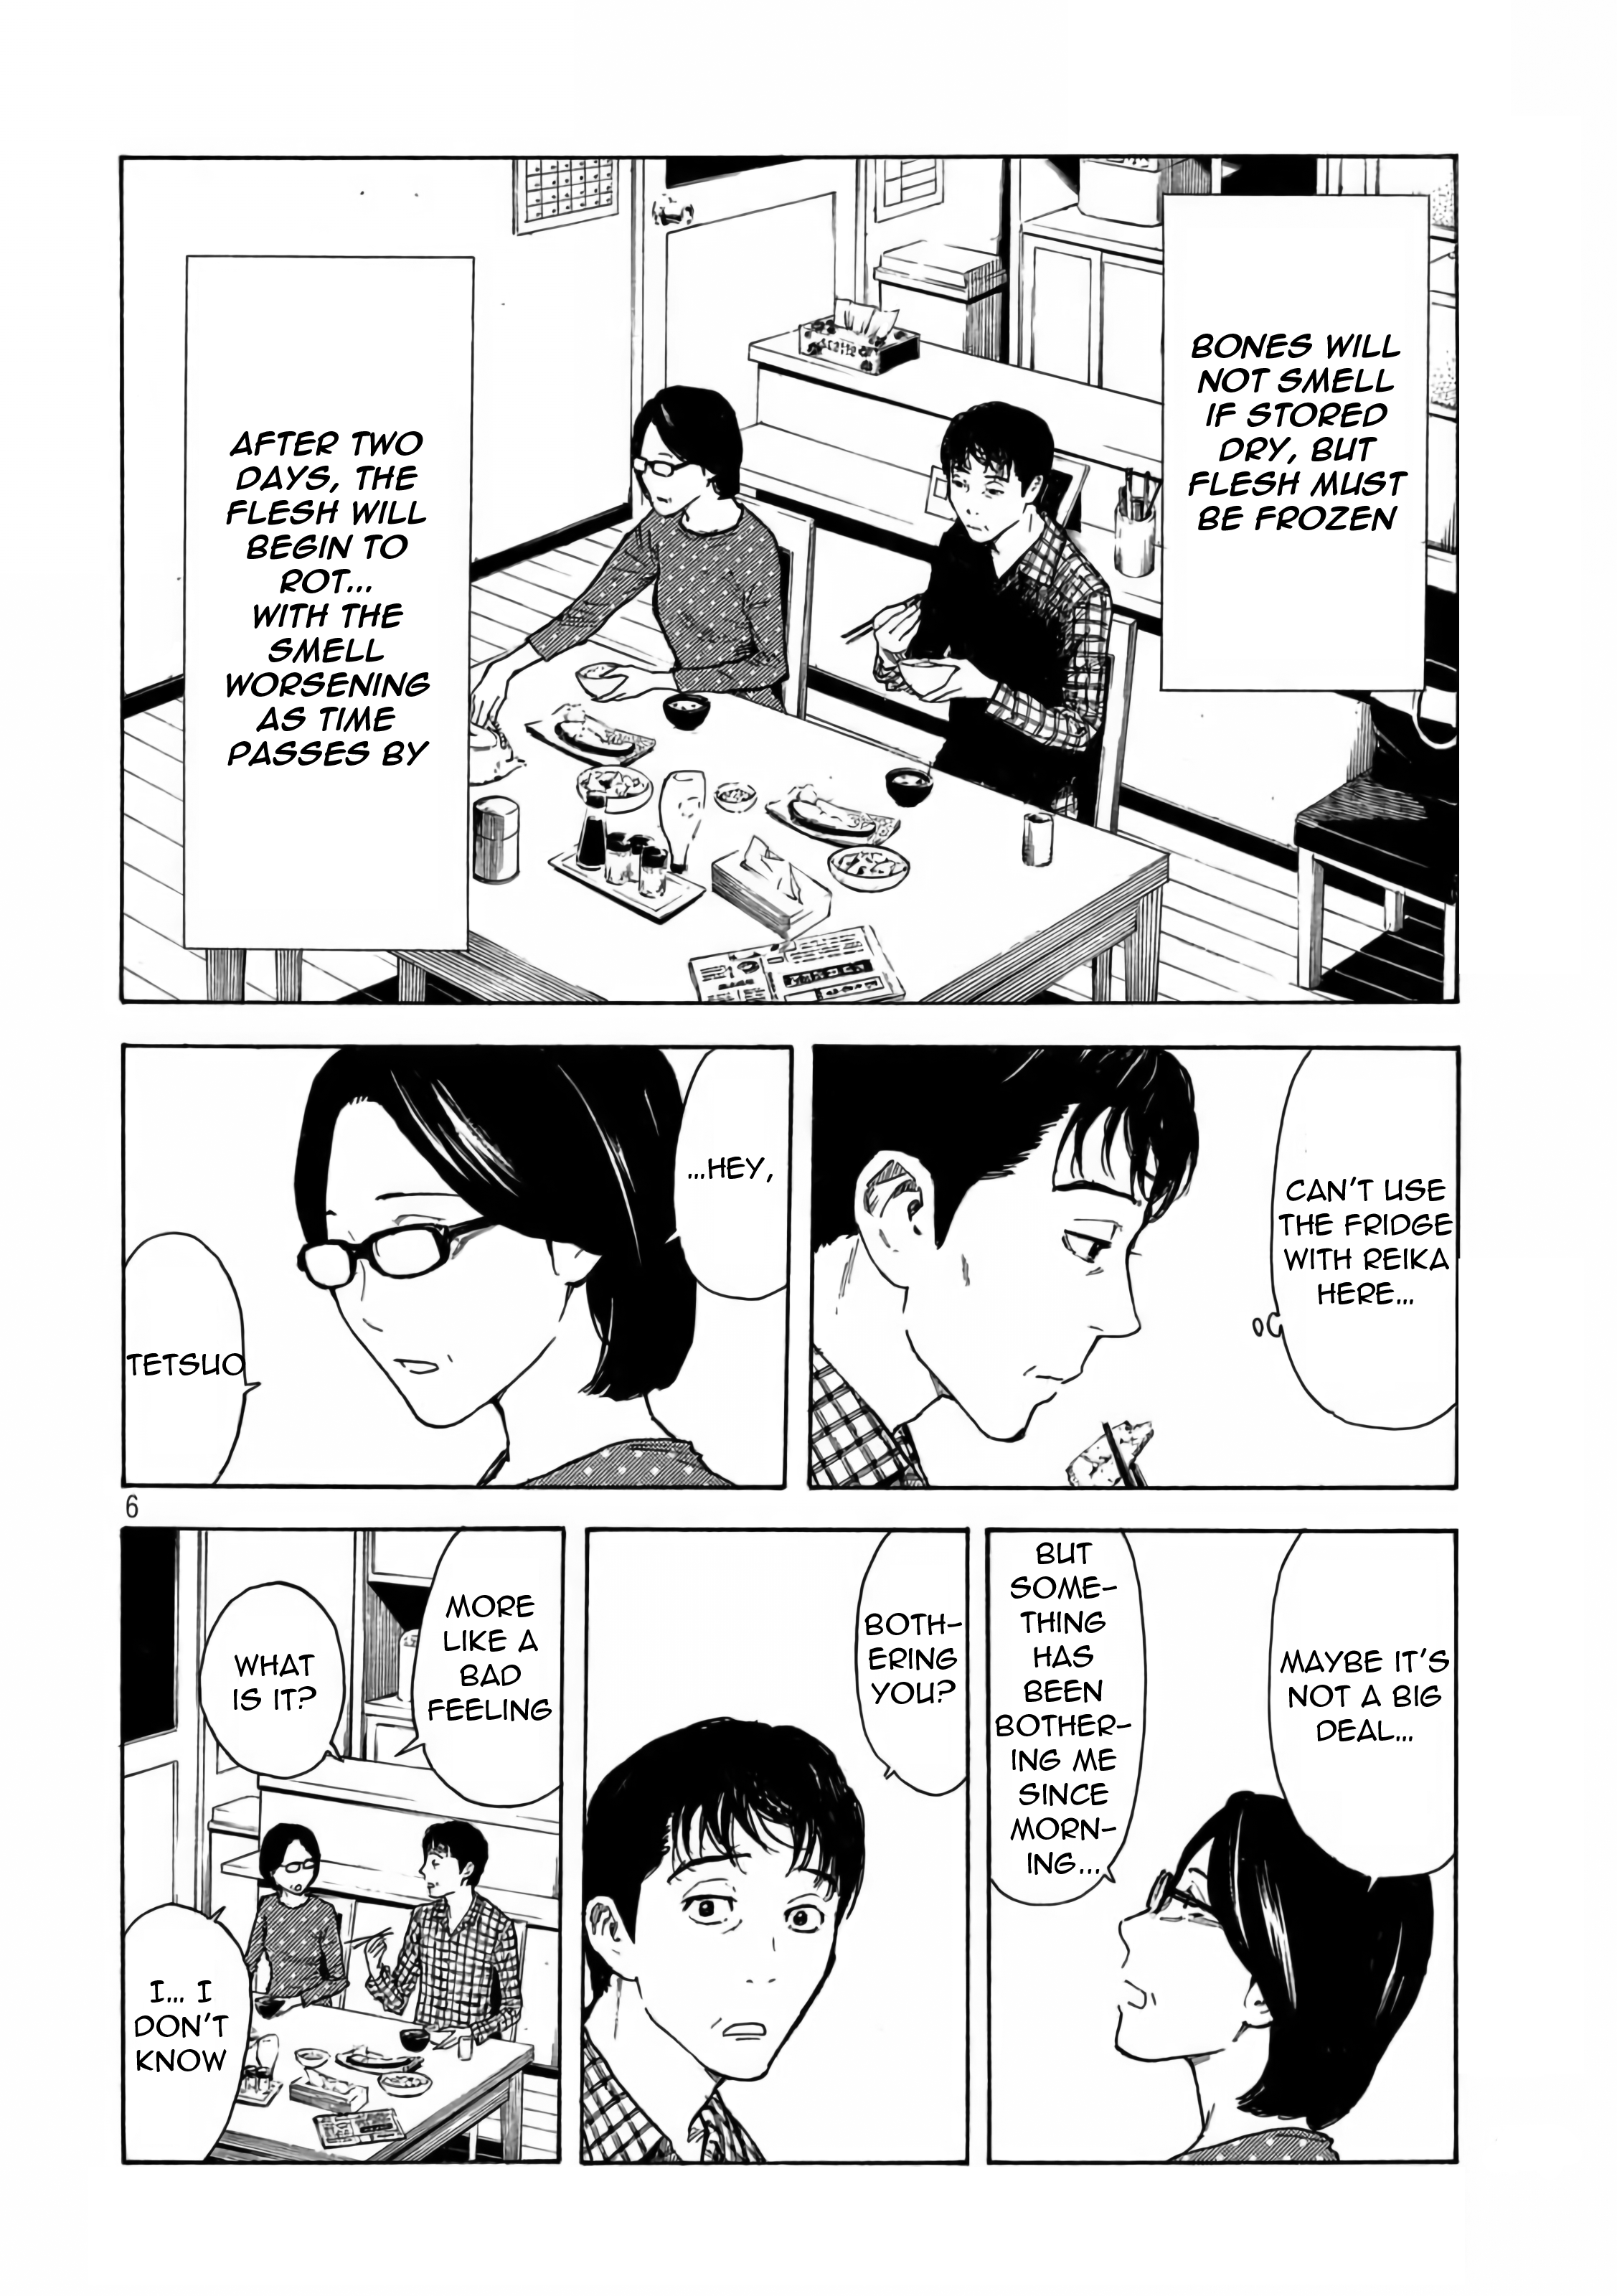 BONES WILL
NOT SMELL
IF STORED
DRY, BUT
FLESH MUST
BE FROZEN
AFTER TWO
DAYS, THE
FLESH WILL
BEGIN TO
ROT...
WITH THE
SMELL
WORSENING
AS TIME
PASSES BY
CAN'T USE
THE FRIDGE
WITH REIKA
HERE...
...HEY,
TETSUO
6
MAYBE IT'S
NOT A BIG
DEAL...
BUT
SOME-
THING
HAS
BEEN
BOTHER-
ING ME
SINCE
MORN-
ING...
BOTH-
ERING
YOU?
MORE
LIKE A
BAD
FEELING
WHAT
IS IT?
I... I
DON'T
KNOW